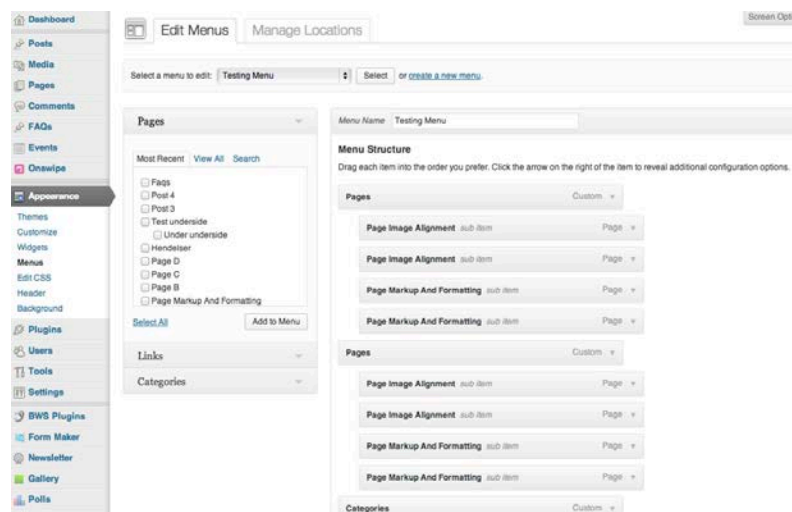 Dashboard
Posts
Media
Pages
Comments
FAQs
Events
Onswipe
Appearance
Themes
Customize
Widgets
Menus
Edit CSS
Header
Background
Plugins
Users
Tools
Settings
BWS Plugins
Form Maker
Newsletter
Gallery
Polls
Edit Menus Manage Locations
Screen Opti
Select a menu to edit: Testing Menu Select or create a new menu.
Pages
Most Recent View All Search
Faqs
Post 4
Post 3
Test underside
Under underside
Hendelser
Page D
Page C
Page B
Page Markup And Formatting
Select All Add to Menu
Links
Categories
Menu Name Testing Menu
Menu Structure
Drag each item into the order you prefer. Click the arrow on the right of the item to reveal additional configuration options.
Pages Custom
Page Image Alignment sub item Page
Page Image Alignment sub item Page
Page Markup And Formatting sub item Page
Page Markup And Formatting sub item Page
Pages Custom
Page Image Alignment sub item Page
Page Image Alignment sub item Page
Page Markup And Formatting sub item Page
Page Markup And Formatting sub item Page
Categories Custom